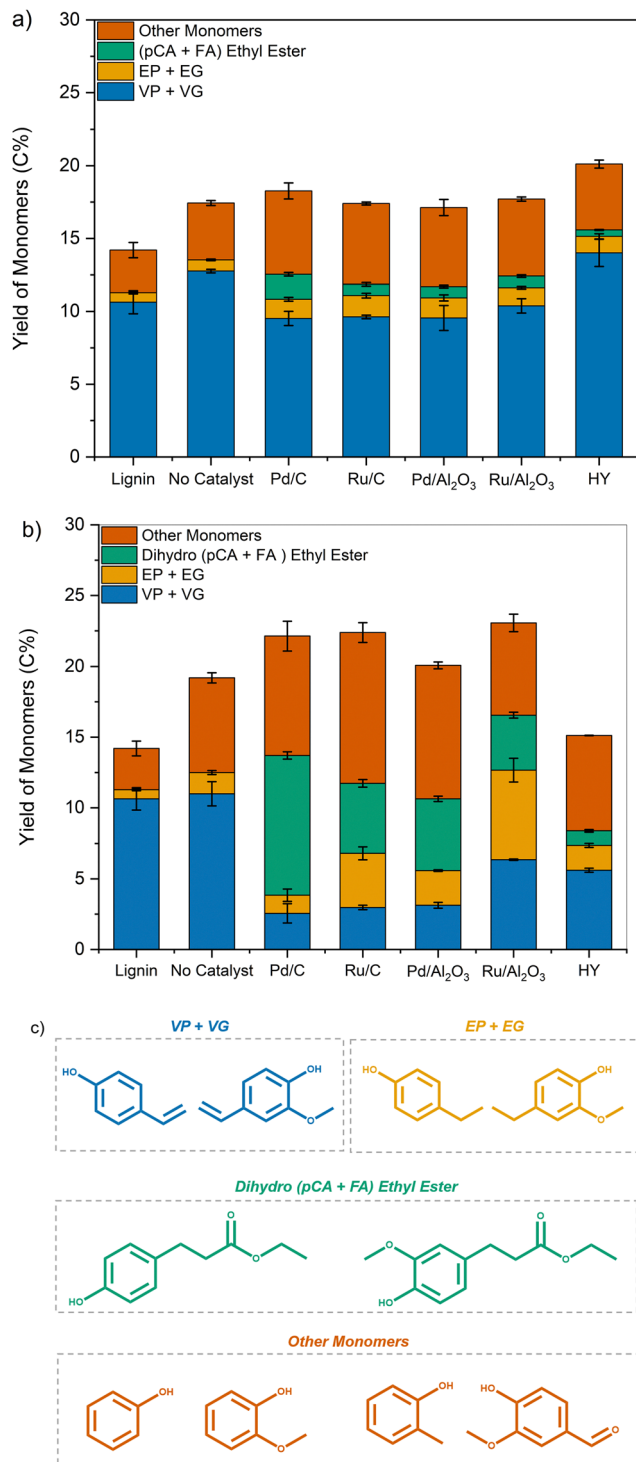 a)
30
25
20
15
10
5
0
Yield of Monomers (C%)
Other Monomers
(pCA + FA) Ethyl Ester
EP + EG
VP + VG
Lignin No Catalyst Pd/C Ru/C Pd/Al₂O₃ Ru/Al₂O₃ HY
b)
30
25
20
15
10
5
0
Yield of Monomers (C%)
Other Monomers
Dihydro (pCA + FA ) Ethyl Ester
EP + EG
VP + VG
Lignin No Catalyst Pd/C Ru/C Pd/Al₂O₃ Ru/Al₂O₃ HY
c)
VP + VG
EP + EG
HO OH O
HO OH O
Dihydro (pCA + FA) Ethyl Ester
O O HO
O O O HO
Other Monomers
OH
OH O
OH
HO O O